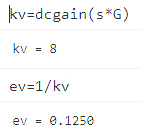 kv=dcgain(s*G)
kv = 8
ev=1/kv
ev = 0.1250